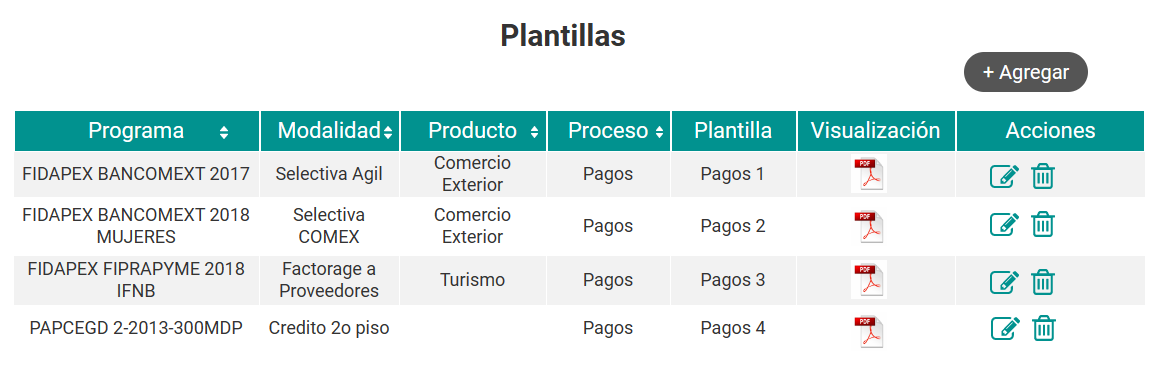 Plantillas
+ Agregar
Programa Modalidad Producto Proceso Plantilla Visualización Acciones
FIDAPEX BANCOMEXT 2017 Selectiva Agil Comercio Exterior Pagos Pagos 1 PDF
FIDAPEX BANCOMEXT 2018 MUJERES Selectiva COMEX Comercio Exterior Pagos Pagos 2 PDF
FIDAPEX FIPRAPYME 2018 IFNB Factorage a Proveedores Turismo Pagos Pagos 3 PDF
PAPCEGD 2-2013-300MDP Credito 2o piso Pagos Pagos 4 PDF